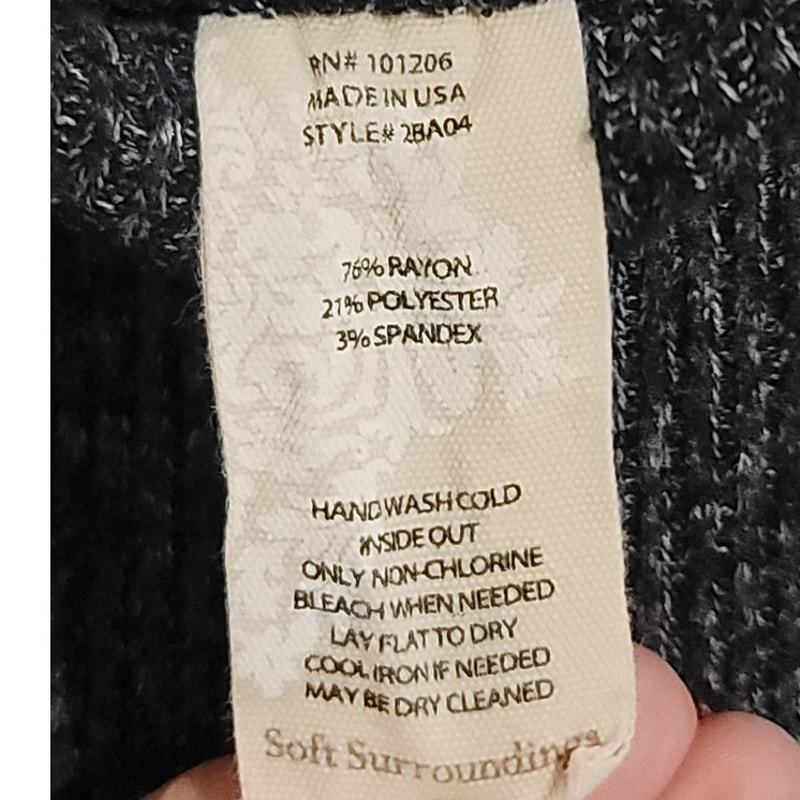 RN# 101206
MADE IN USA
STYLE# 2BA04
76% RAYON
21% POLYESTER
3% SPANDEX
HAND WASH COLD
INSIDE OUT
ONLY NON-CHLORINE
BLEACH WHEN NEEDED
LAY FLAT TO DRY
COOL IRON IF NEEDED
MAY BE DRY CLEANED
Soft Surroundings